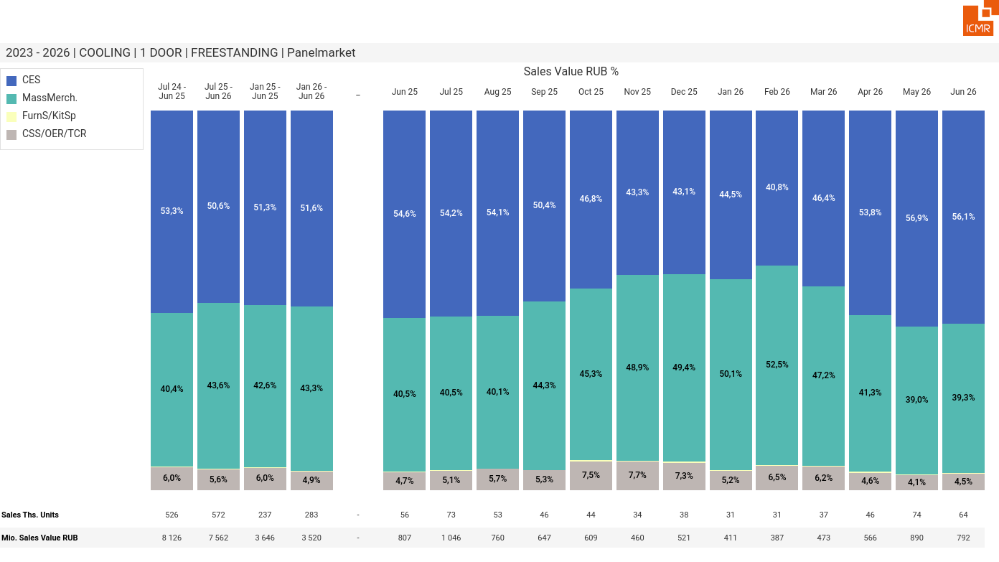 ICMR
2023 - 2026 | COOLING | 1 DOOR | FREESTANDING | Panelmarket
CES
MassMerch.
FurnS/KitSp
CSS/OER/TCR
Sales Value RUB %
Jul 24 - Jul 25 - Jan 25 - Jan 26 -
Jun 25 Jun 26 Jun 25 Jun 26 – Jun 25 Jul 25 Aug 25 Sep 25 Oct 25 Nov 25 Dec 25 Jan 26 Feb 26 Mar 26 Apr 26 May 26 Jun 26
53,3% 50,6% 51,3% 51,6% 54,6% 54,2% 54,1% 50,4% 46,8% 43,3% 43,1% 44,5% 40,8% 46,4% 53,8% 56,9% 56,1%
40,4% 43,6% 42,6% 43,3% 40,5% 40,5% 40,1% 44,3% 45,3% 48,9% 49,4% 50,1% 52,5% 47,2% 41,3% 39,0% 39,3%
6,0% 5,6% 6,0% 4,9% 4,7% 5,1% 5,7% 5,3% 7,5% 7,7% 7,3% 5,2% 6,5% 6,2% 4,6% 4,1% 4,5%
Sales Ths. Units 526 572 237 283 - 56 73 53 46 44 34 38 31 31 37 46 74 64
Mio. Sales Value RUB 8 126 7 562 3 646 3 520 - 807 1 046 760 647 609 460 521 411 387 473 566 890 792